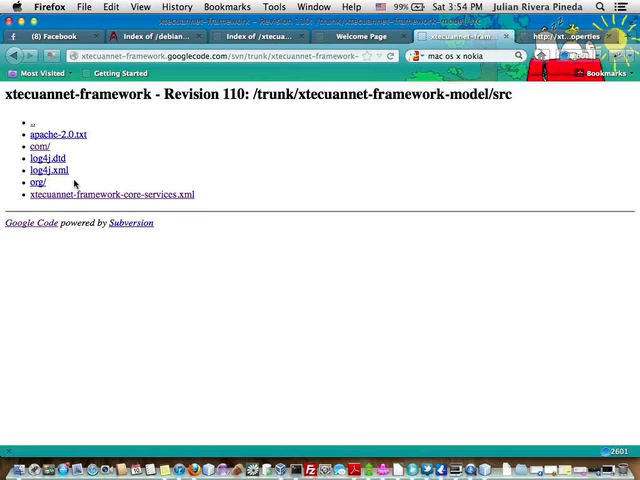 Firefox File Edit View History Bookmarks Tools Window Help 99% Sat 3:54 PM Julian Rivera Pineda
xtecuannet-framework - Revision 110: /trunk/xtecuannet-framework-model/src
(8) Facebook × Index of /debian... × Index of /xtecua... × Welcome Page × xtecuannet-fram... × http://xt...operties
xtecuannet-framework.googlecode.com/svn/trunk/xtecuannet-framework- mac os x nokia
Most Visited Getting Started Bookmarks
xtecuannet-framework - Revision 110: /trunk/xtecuannet-framework-model/src
..
apache-2.0.txt
com/
log4j.dtd
log4j.xml
org/
xtecuannet-framework-core-services.xml
Google Code powered by Subversion
× 2601